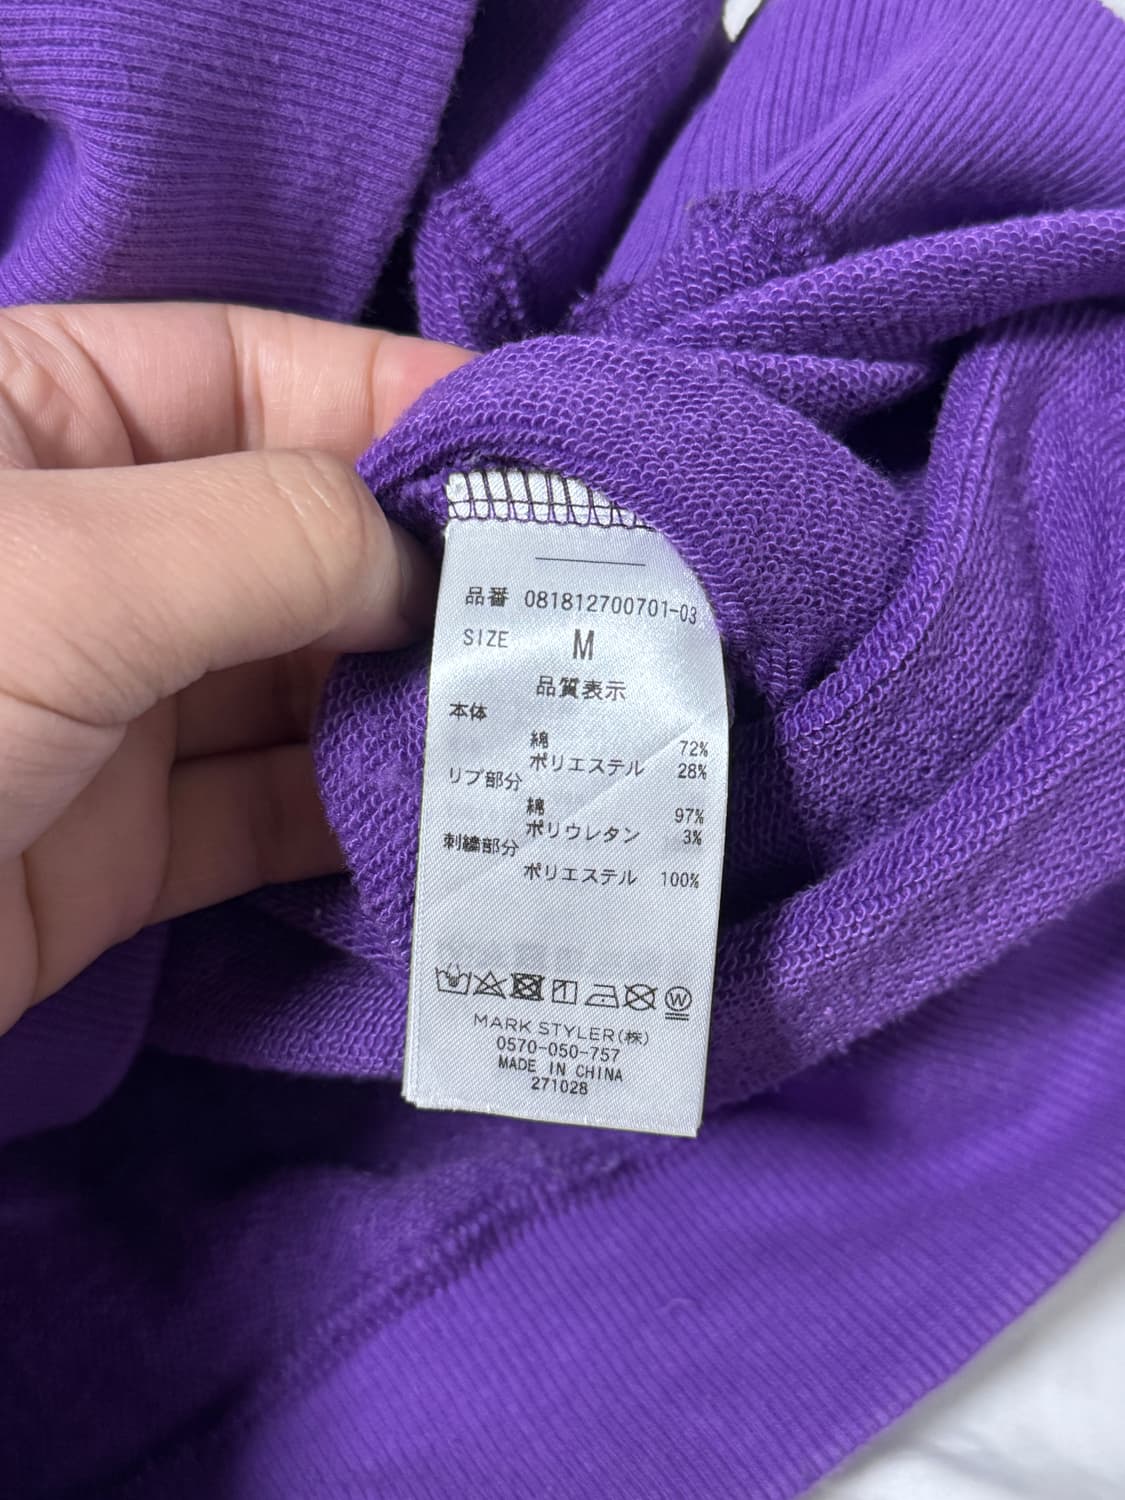 品番 081812700701-03
SIZE M
品質表示
本体
綿 72%
ポリエステル 28%
リブ部分
綿 97%
ポリウレタン 3%
刺繍部分
ポリエステル 100%
W
MARK STYLER(株)
0570-050-757
MADE IN CHINA
271028